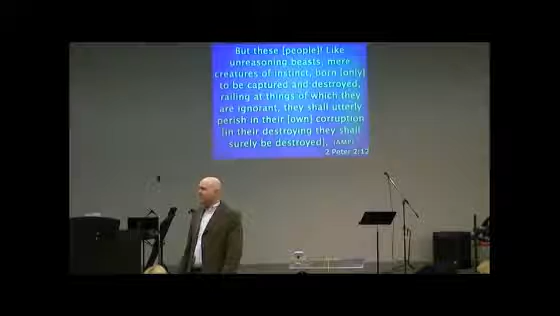 But these [people]! Like
unreasoning beasts, mere
creatures of instinct, born [only]
to be captured and destroyed,
railing at things of which they
are ignorant, they shall utterly
perish in their [own] corruption
[in their destroying they shall
surely be destroyed]. (AMP)
2 Peter 2:12